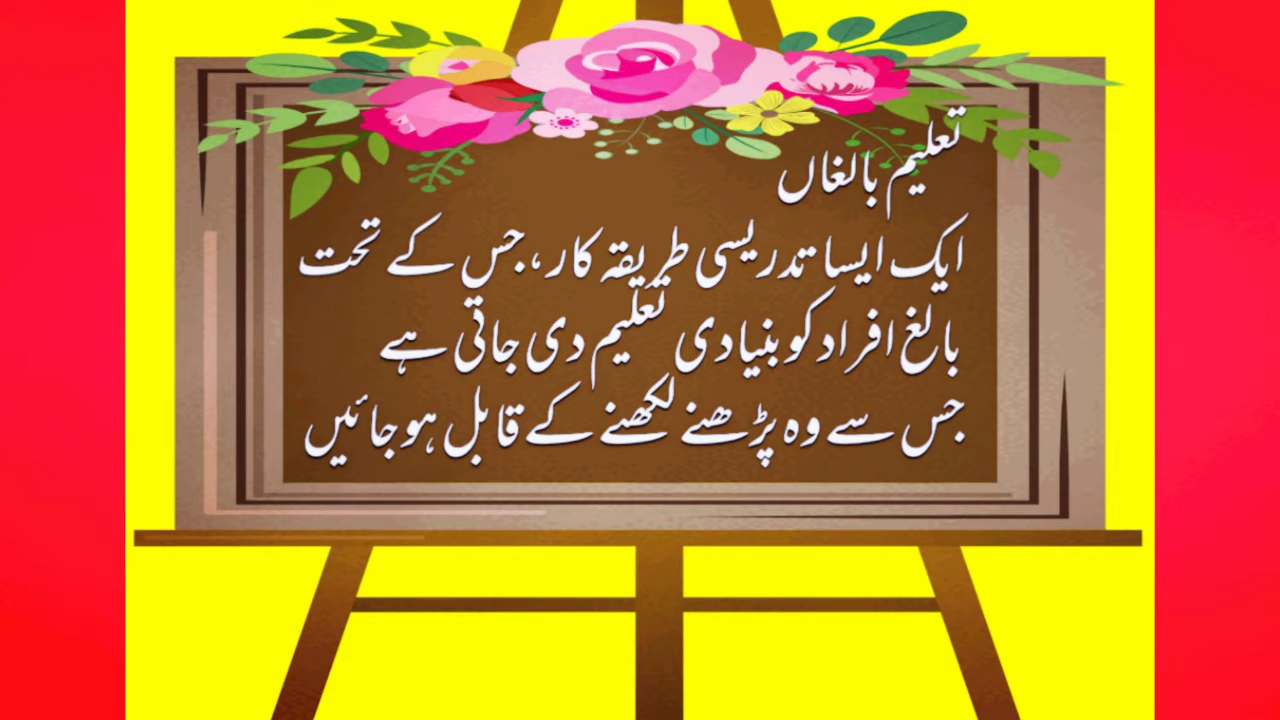 تعلیم بالغاں
ایک ایسا تدریسی طریقہ کار، جس کے تحت
بالغ افراد کو بنیادی تعلیم دی جاتی ہے
جس سے وہ پڑھنے لکھنے کے قابل ہو جائیں